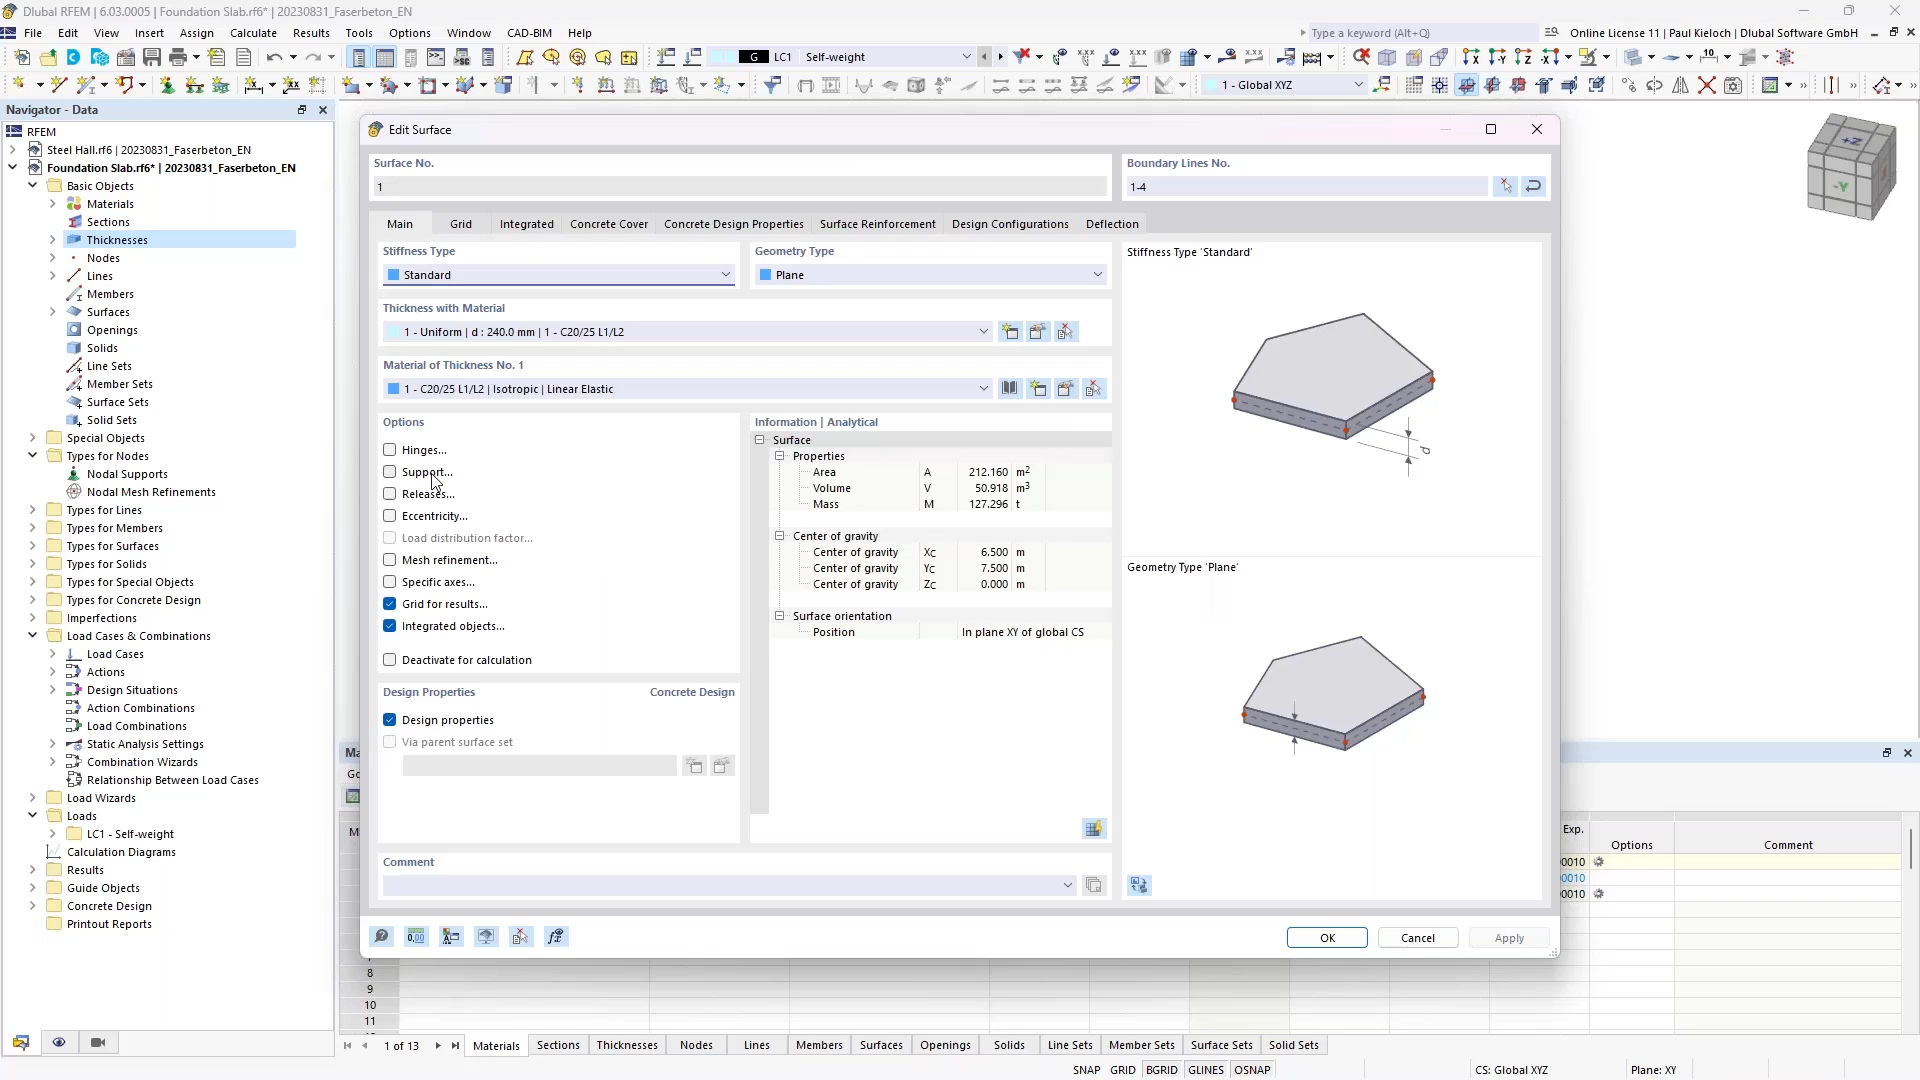 Dlubal RFEM | 6.03.0005 | Foundation Slab.rf6* | 20230831_Faserbeton_EN
File Edit View Insert Assign Calculate Results Tools Options Window CAD-BIM Help
Type a keyword (Alt+Q)
Online License 11 | Paul Kieloch | Dlubal Software GmbH
G LC1 Self-weight
1 - Global XYZ
Navigator - Data
RFEM
Steel Hall.rf6 | 20230831_Faserbeton_EN
Foundation Slab.rf6* | 20230831_Faserbeton_EN
Basic Objects
Materials
Sections
Thicknesses
Nodes
Lines
Members
Surfaces
Openings
Solids
Line Sets
Member Sets
Surface Sets
Solid Sets
Special Objects
Types for Nodes
Nodal Supports
Nodal Mesh Refinements
Types for Lines
Types for Members
Types for Surfaces
Types for Solids
Types for Special Objects
Types for Concrete Design
Imperfections
Load Cases & Combinations
Load Cases
Actions
Design Situations
Action Combinations
Load Combinations
Static Analysis Settings
Combination Wizards
Relationship Between Load Cases
Load Wizards
Loads
LC1 - Self-weight
Calculation Diagrams
Results
Guide Objects
Concrete Design
Printout Reports
Edit Surface
Surface No.
1
Boundary Lines No.
1-4
Main Grid Integrated Concrete Cover Concrete Design Properties Surface Reinforcement Design Configurations Deflection
Stiffness Type
Standard
Geometry Type
Plane
Thickness with Material
1 - Uniform | d : 240.0 mm | 1 - C20/25 L1/L2
Material of Thickness No. 1
1 - C20/25 L1/L2 | Isotropic | Linear Elastic
Options
Hinges...
Support...
Releases...
Eccentricity...
Load distribution factor...
Mesh refinement...
Specific axes...
Grid for results...
Integrated objects...
Deactivate for calculation
Information | Analytical
Surface
Properties
Area A 212.160 m2
Volume V 50.918 m3
Mass M 127.296 t
Center of gravity
Center of gravity XC 6.500 m
Center of gravity YC 7.500 m
Center of gravity ZC 0.000 m
Surface orientation
Position In plane XY of global CS
Design Properties Concrete Design
Design properties
Via parent surface set
Comment
Stiffness Type 'Standard'
d
Geometry Type 'Plane'
OK Cancel Apply
+Z
-Y
Ma
Go
M
Exp.
Options Comment
00010
00010
00010
8
9
10
11
1 of 13 Materials Sections Thicknesses Nodes Lines Members Surfaces Openings Solids Line Sets Member Sets Surface Sets Solid Sets
SNAP GRID BGRID GLINES OSNAP CS: Global XYZ Plane: XY